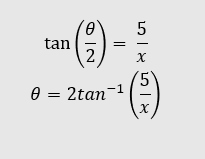 tan(θ/2) = 5/x
θ = 2tan⁻¹(5/x)